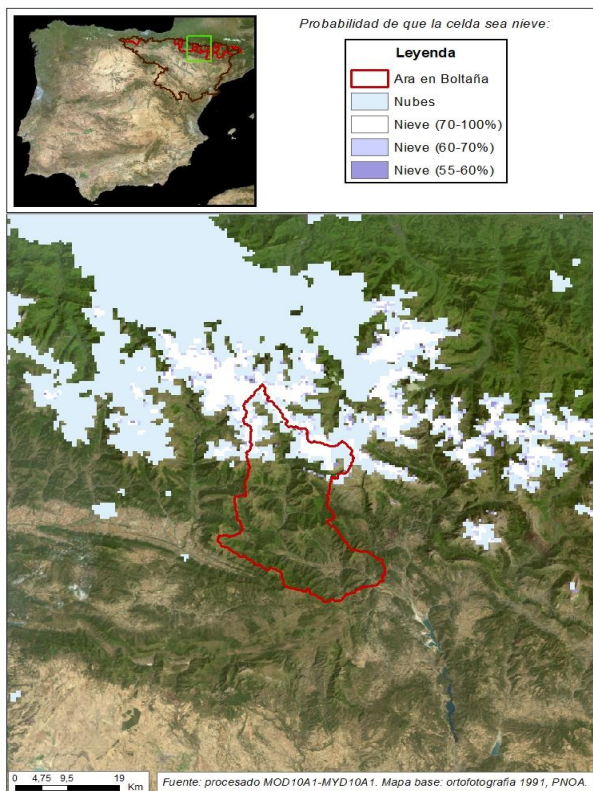 Probabilidad de que la celda sea nieve:
Leyenda
Ara en Boltaña
Nubes
Nieve (70-100%)
Nieve (60-70%)
Nieve (55-60%)
0 4,75 9,5 19
Km
Fuente: procesado MOD10A1-MYD10A1. Mapa base: ortofotografía 1991, PNOA.